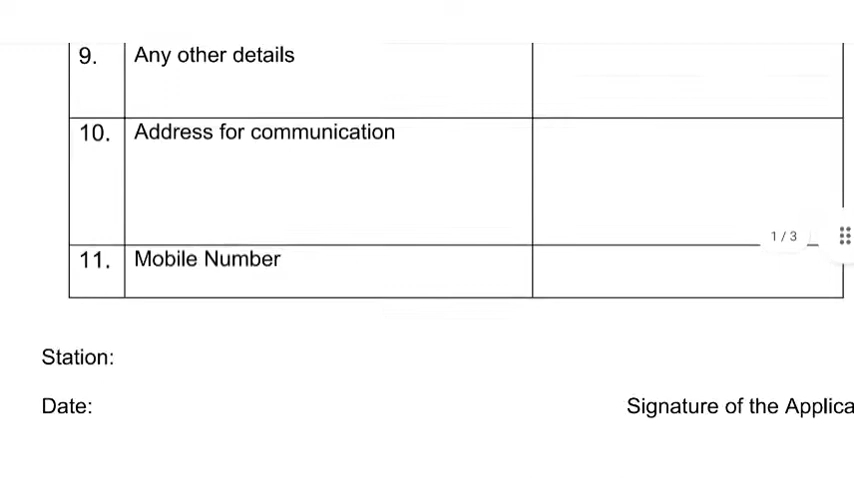 9. Any other details
10. Address for communication
1 / 3
11. Mobile Number
Station:
Date:
Signature of the Applica